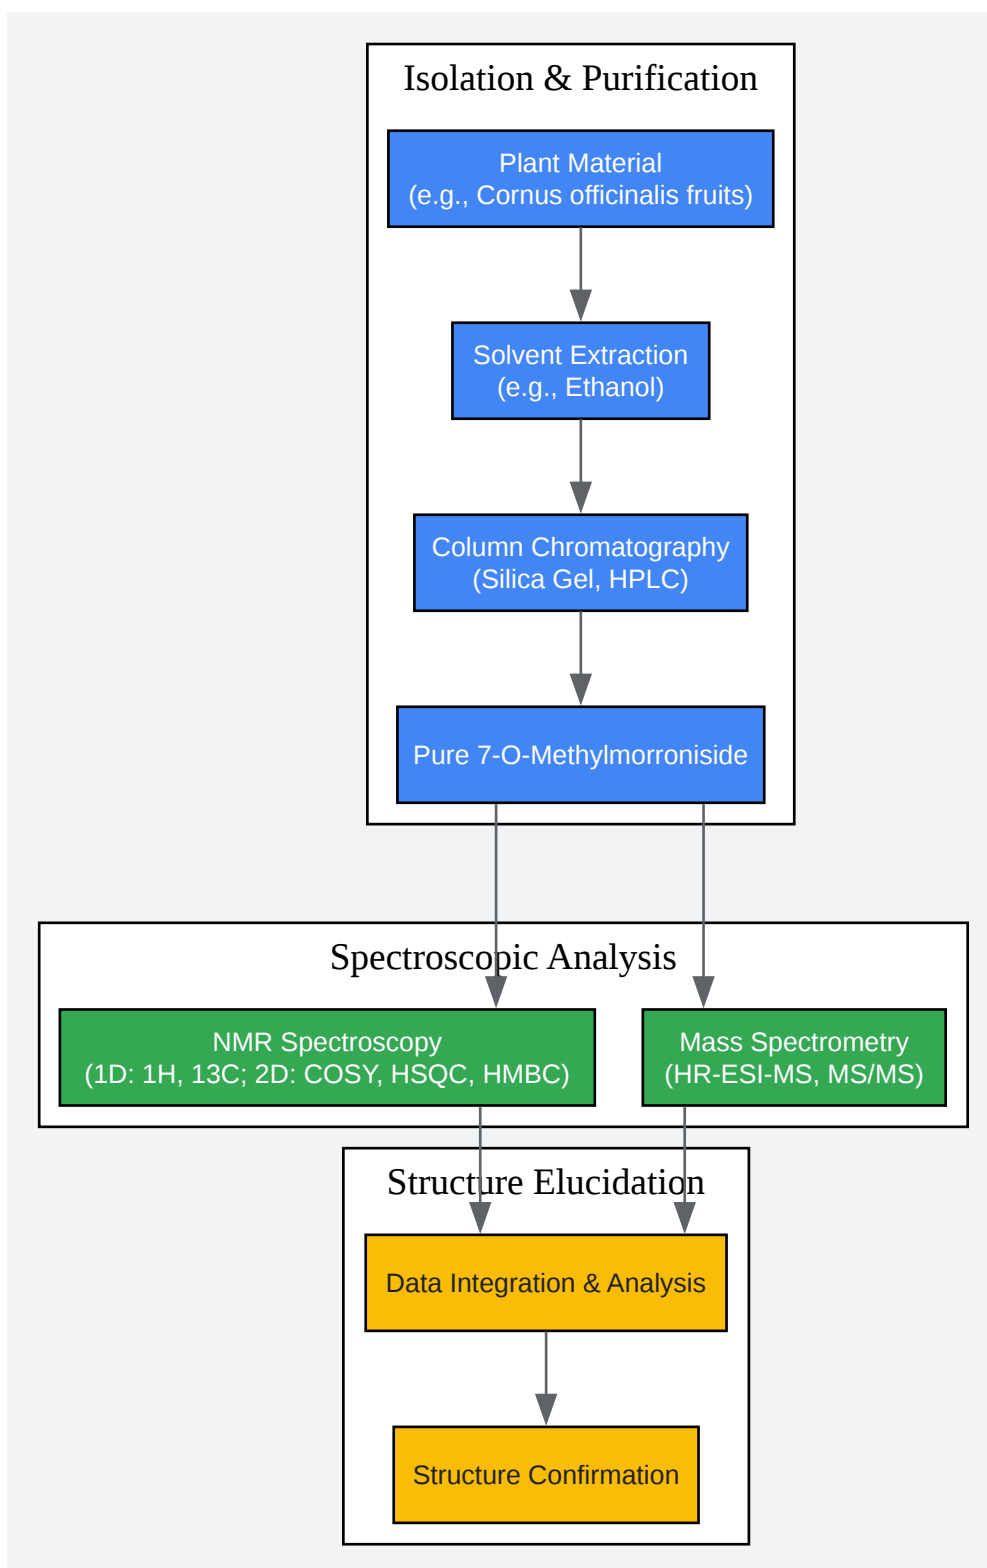 Isolation & Purification
Plant Material
(e.g., Cornus officinalis fruits)
Solvent Extraction
(e.g., Ethanol)
Column Chromatography
(Silica Gel, HPLC)
Pure 7-O-Methylmorroniside
Spectroscopic Analysis
NMR Spectroscopy
(1D: 1H, 13C; 2D: COSY, HSQC, HMBC)
Mass Spectrometry
(HR-ESI-MS, MS/MS)
Structure Elucidation
Data Integration & Analysis
Structure Confirmation